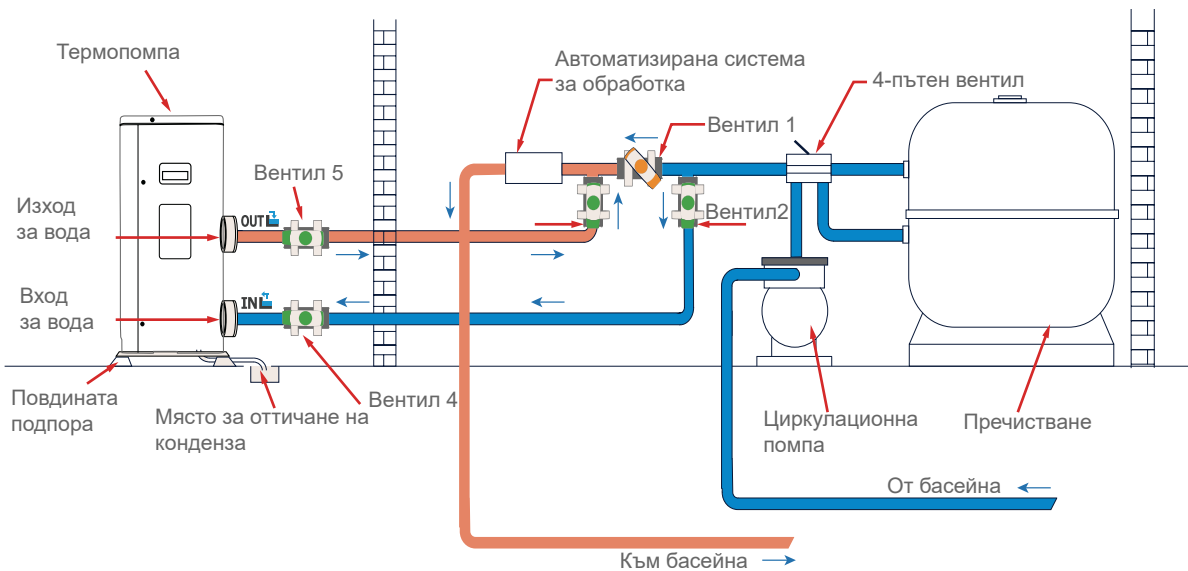 Термопомпа
Автоматизирана система
за обработка
4-пътен вентил
Вентил 1
Вентил 5
Изход
за вода
OUT
Вентил2
Вход
за вода
IN
Повдината
подпора
Място за оттичане на
конденза
Вентил 4
Циркулационна
помпа
Пречистване
От басейна
Към басейна